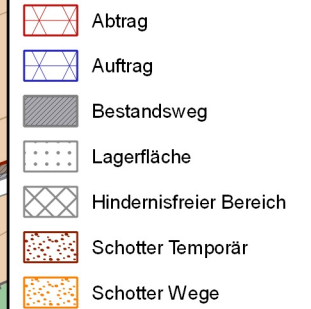 Abtrag
Auftrag
Bestandsweg
Lagerfläche
Hindernisfreier Bereich
Schotter Temporär
Schotter Wege